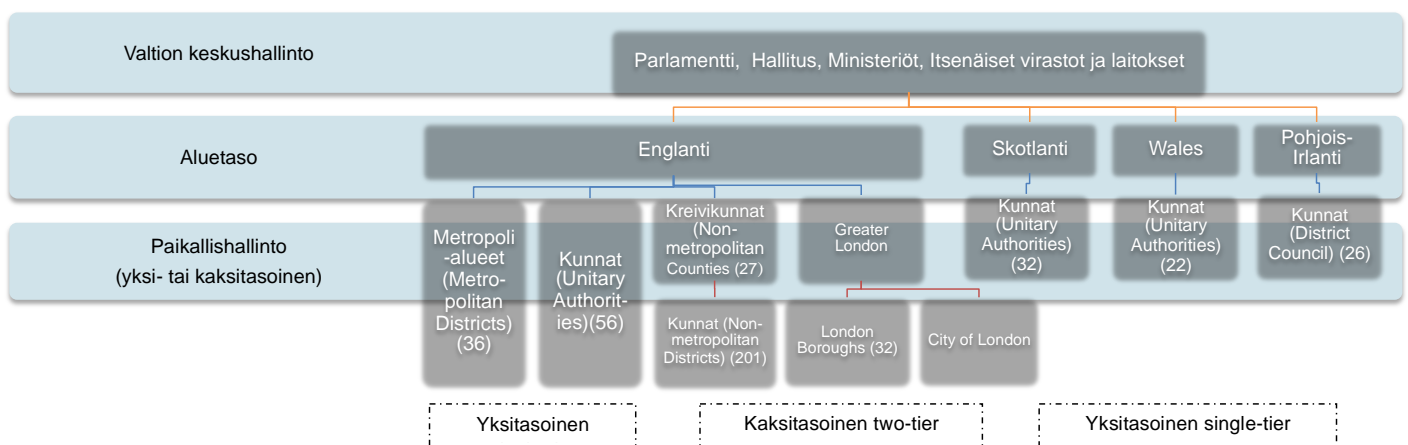 Valtion keskushallinto
Parlamentti, Hallitus, Ministeriöt, Itsenäiset virastot ja laitokset
Aluetaso
Englanti
Skotlanti
Wales
Pohjois-
Irlanti
Paikallishallinto
(yksi- tai kaksitasoinen)
Metropoli
-alueet
(Metro-
politan
Districts)
(36)
Kunnat
(Unitary
Authorit-
ies)(56)
Kreivikunnat
(Non-
metropolitan
Counties (27)
Greater
London
Kunnat
(Unitary
Authorities)
(32)
Kunnat
(Unitary
Authorities)
(22)
Kunnat
(District
Council) (26)
Kunnat (Non-
metropolitan
Districts) (201)
London
Boroughs (32)
City of London
Yksitasoinen
Kaksitasoinen two-tier
Yksitasoinen single-tier